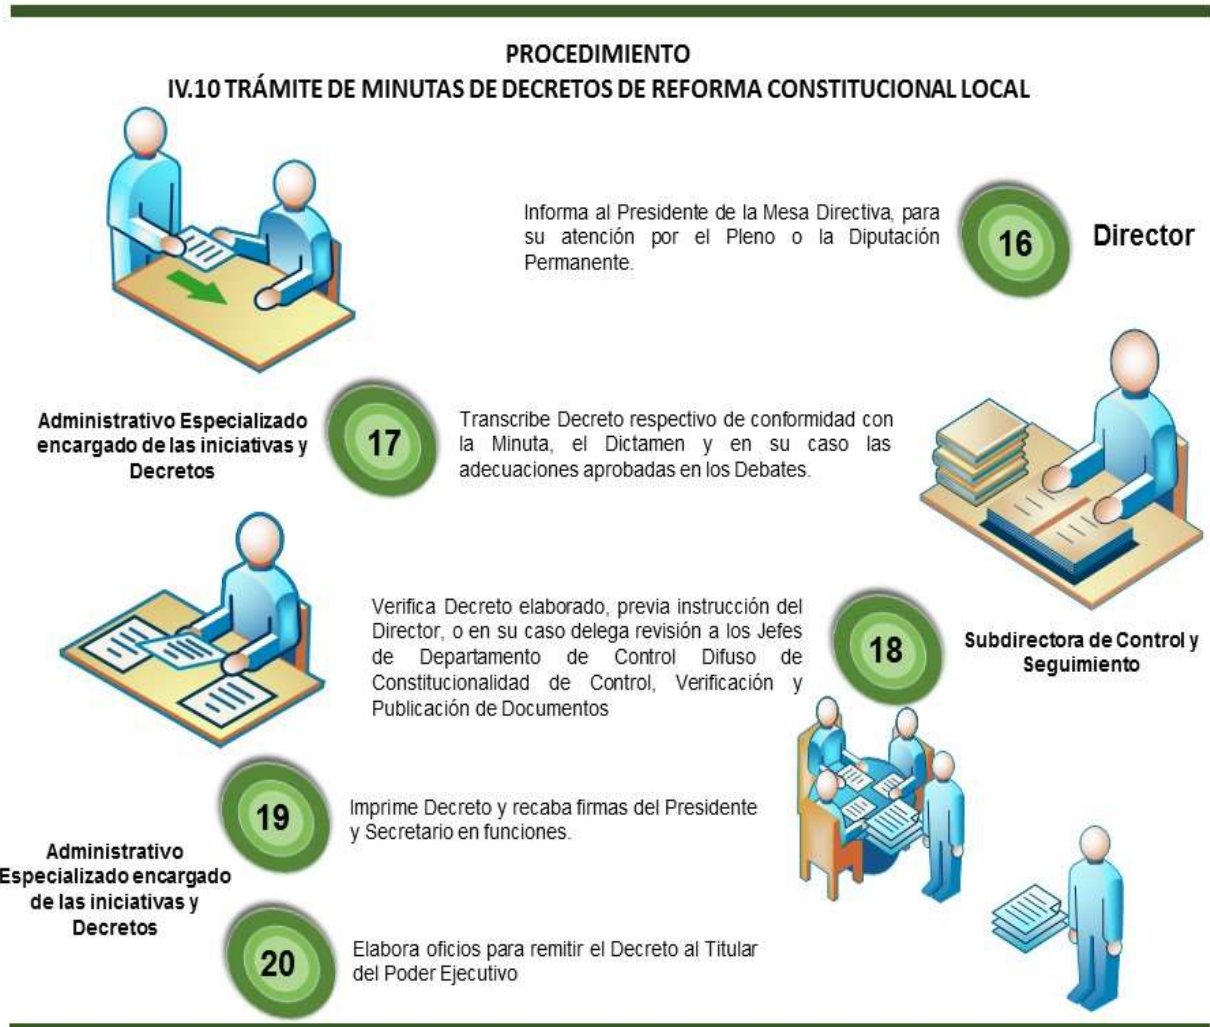 PROCEDIMIENTO
IV.10 TRÁMITE DE MINUTAS DE DECRETOS DE REFORMA CONSTITUCIONAL LOCAL
Informa al Presidente de la Mesa Directiva, para
su atención por el Pleno o la Diputación
Permanente.
16
Director
Administrativo Especializado
encargado de las iniciativas y
Decretos
17
Transcribe Decreto respectivo de conformidad con
la Minuta, el Dictamen y en su caso las
adecuaciones aprobadas en los Debates.
Verifica Decreto elaborado, previa instrucción del
Director, o en su caso delega revisión a los Jefes
de Departamento de Control Difuso de
Constitucionalidad de Control, Verificación y
Publicación de Documentos
18
Subdirectora de Control y
Seguimiento
19
Imprime Decreto y recaba firmas del Presidente
y Secretario en funciones.
Administrativo
Especializado encargado
de las iniciativas y
Decretos
20
Elabora oficios para remitir el Decreto al Titular
del Poder Ejecutivo